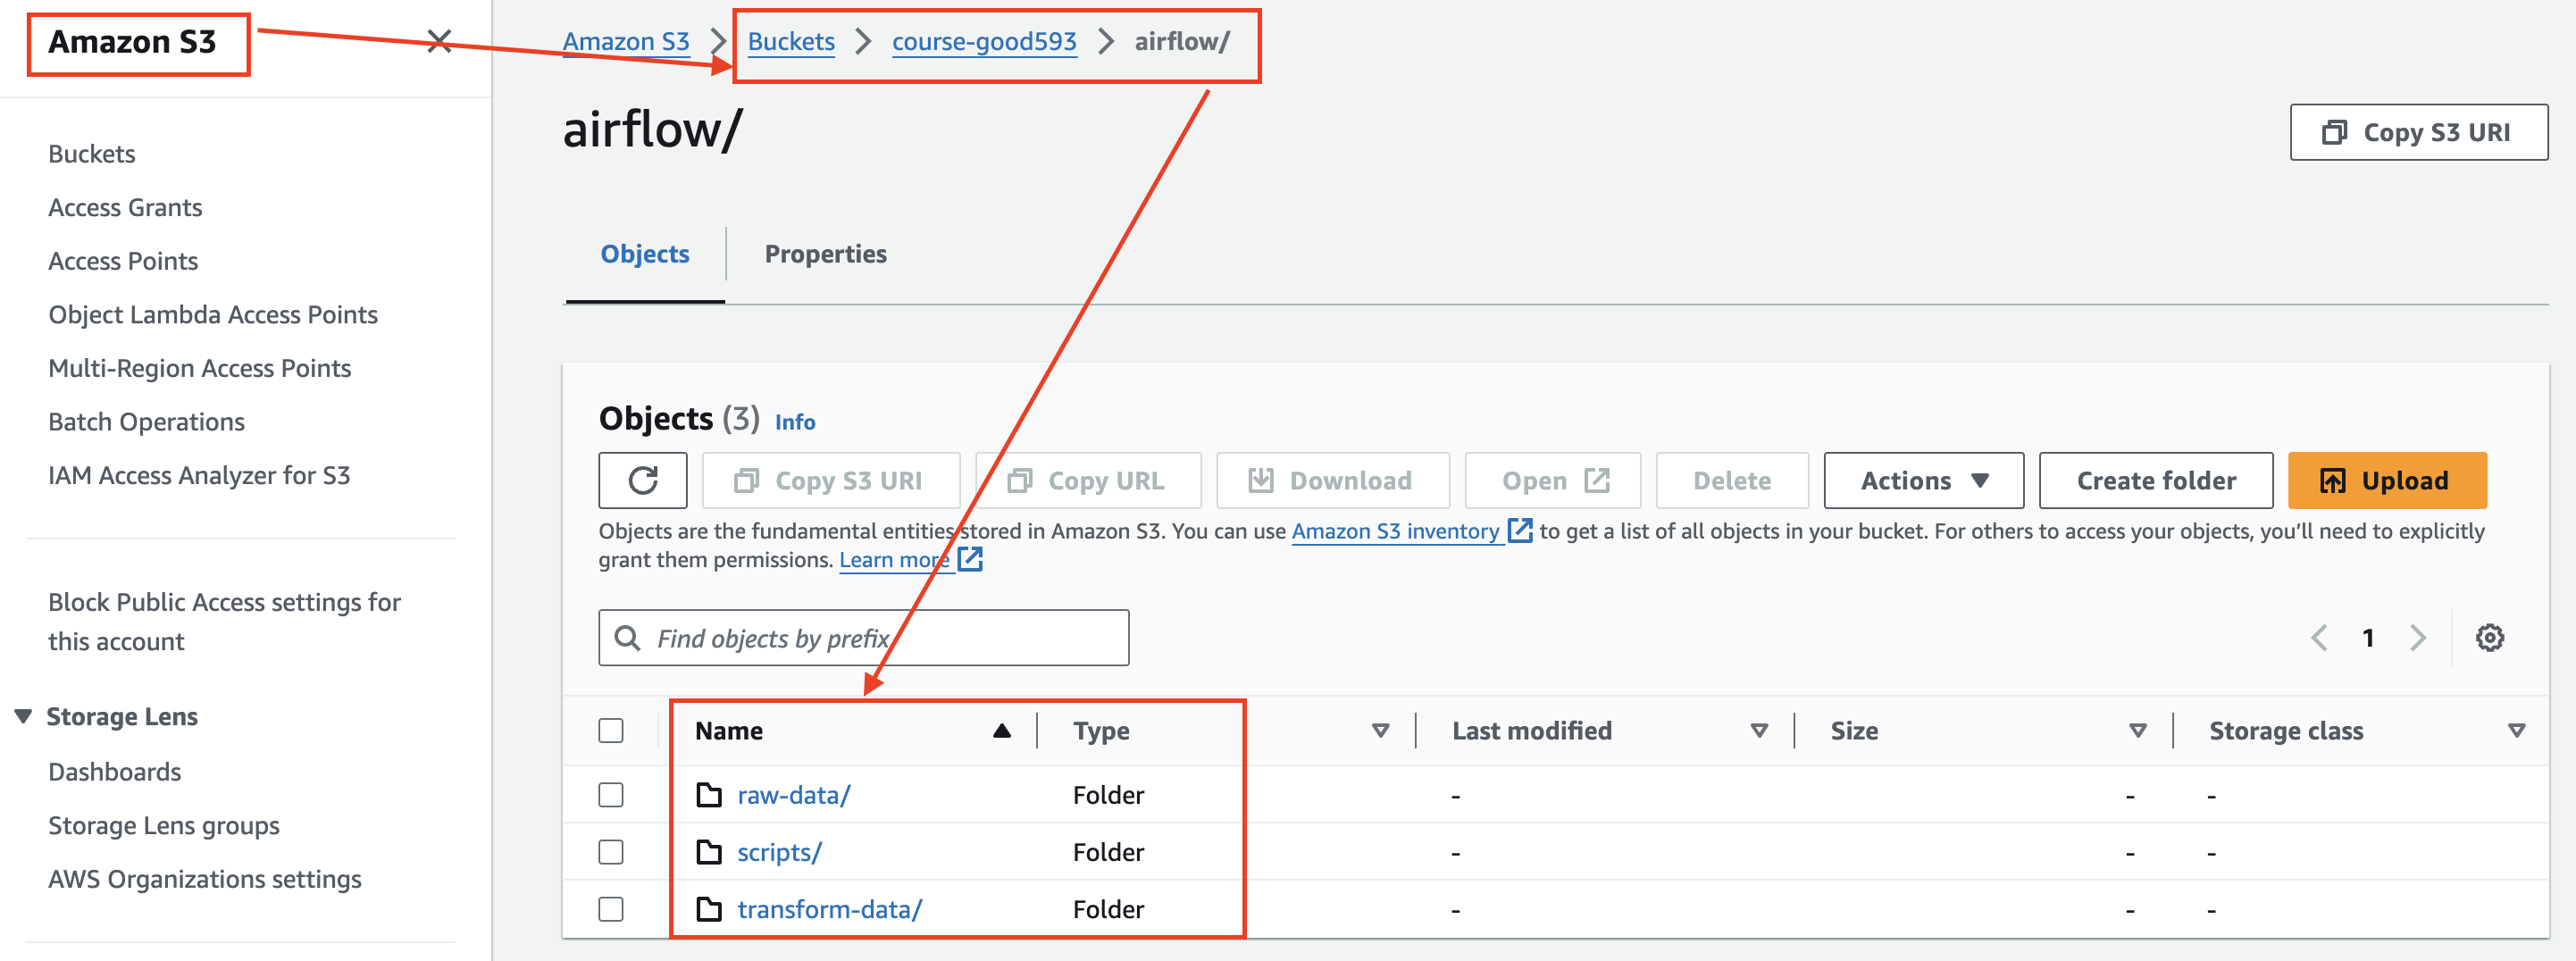 Amazon S3
Buckets
Access Grants
Access Points
Object Lambda Access Points
Multi-Region Access Points
Batch Operations
IAM Access Analyzer for S3
Block Public Access settings for
this account
Storage Lens
Dashboards
Storage Lens groups
AWS Organizations settings
Amazon S3 Buckets course-good593 airflow/
airflow/
Copy S3 URI
Objects Properties
Objects (3) Info
Copy S3 URI Copy URL Download Open Delete Actions Create folder Upload
Objects are the fundamental entities stored in Amazon S3. You can use Amazon S3 inventory to get a list of all objects in your bucket. For others to access your objects, you’ll need to explicitly
grant them permissions. Learn more
Find objects by prefix
1
Name Type Last modified Size Storage class
raw-data/ Folder - - -
scripts/ Folder - - -
transform-data/ Folder - - -